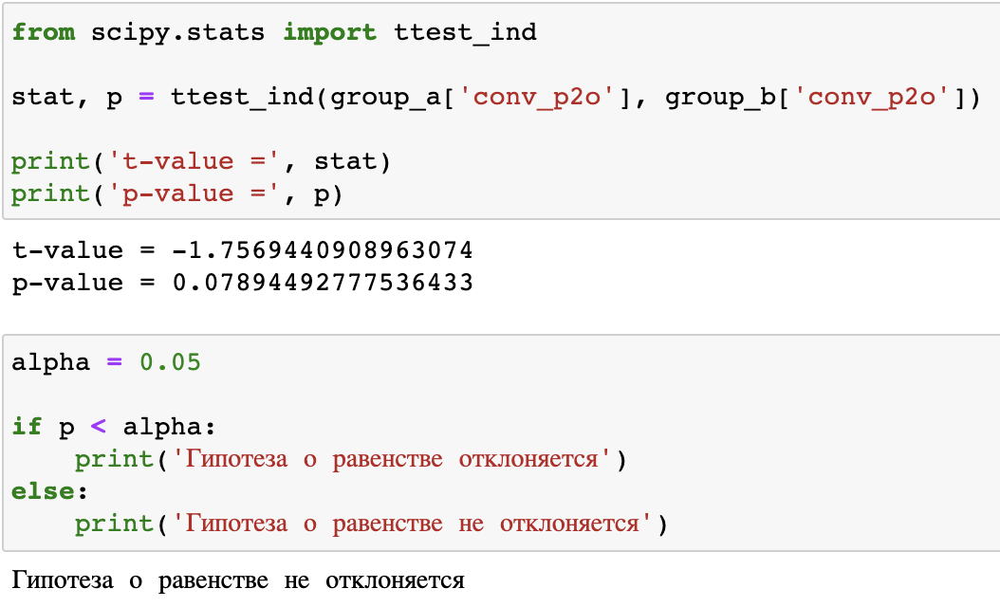 from scipy.stats import ttest_ind
stat, p = ttest_ind(group_a['conv_p2o'], group_b['conv_p2o'])
print('t-value =', stat)
print('p-value =', p)
t-value = -1.7569440908963074
p-value = 0.07894492777536433
alpha = 0.05
if p < alpha:
    print('Гипотеза о равенстве отклоняется')
else:
    print('Гипотеза о равенстве не отклоняется')
Гипотеза о равенстве не отклоняется